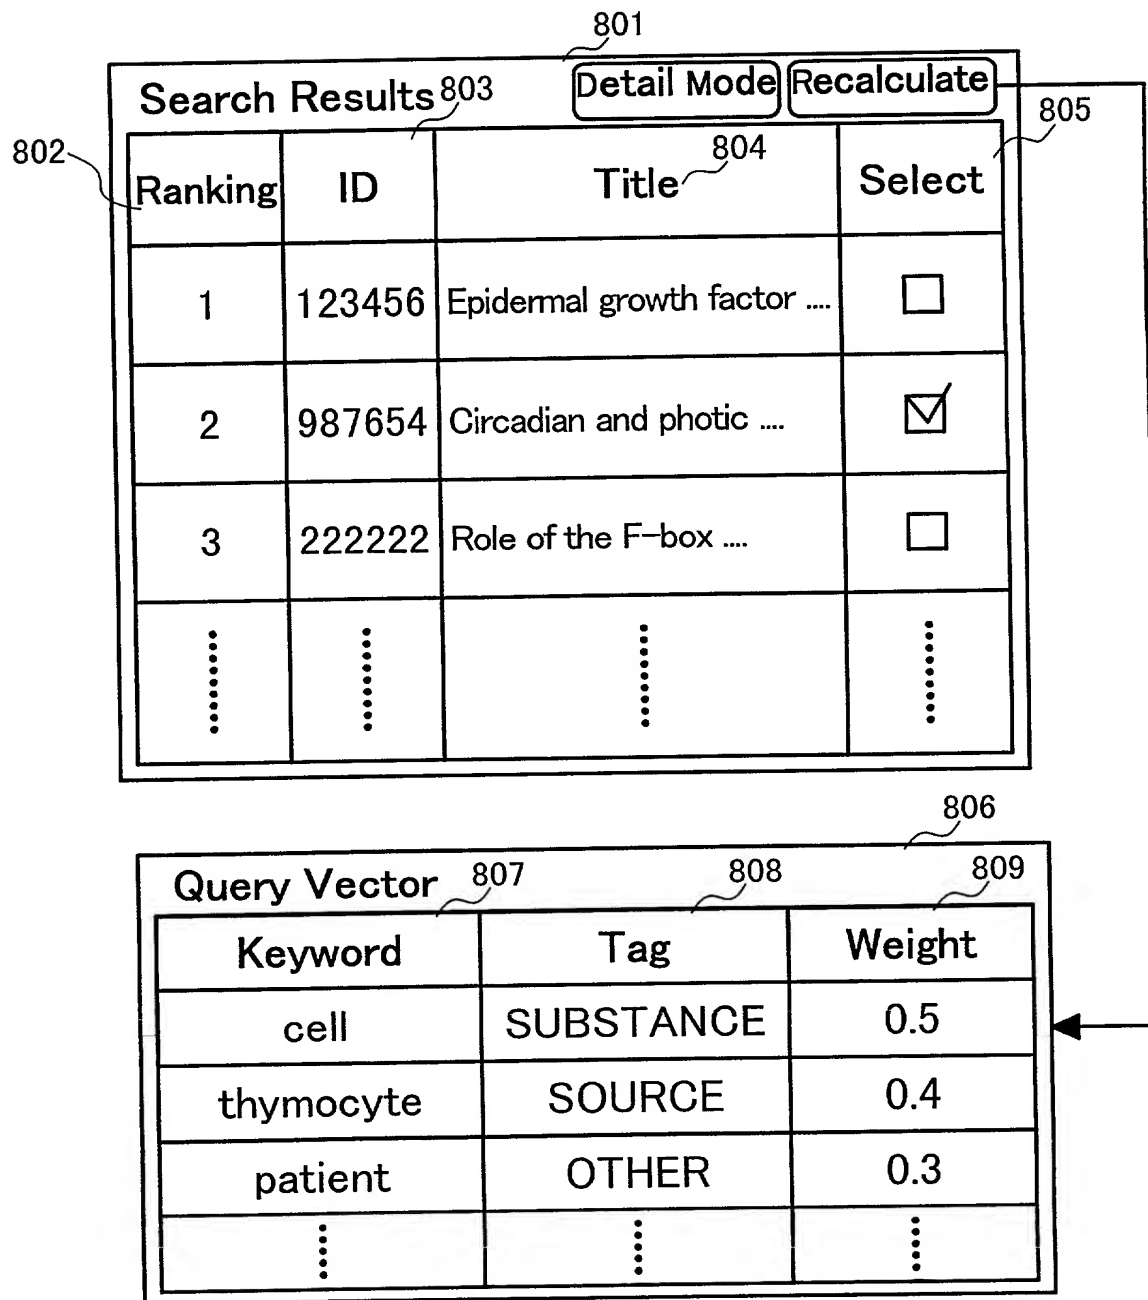 801
Search Results 803 Detail Mode Recalculate
805
802
Ranking ID Title 804 Select
1 123456 Epidermal growth factor ....
2 987654 Circadian and photic ....
3 222222 Role of the F-box ....
806
Query Vector 807 808 809
Keyword Tag Weight
cell SUBSTANCE 0.5
thymocyte SOURCE 0.4
patient OTHER 0.3